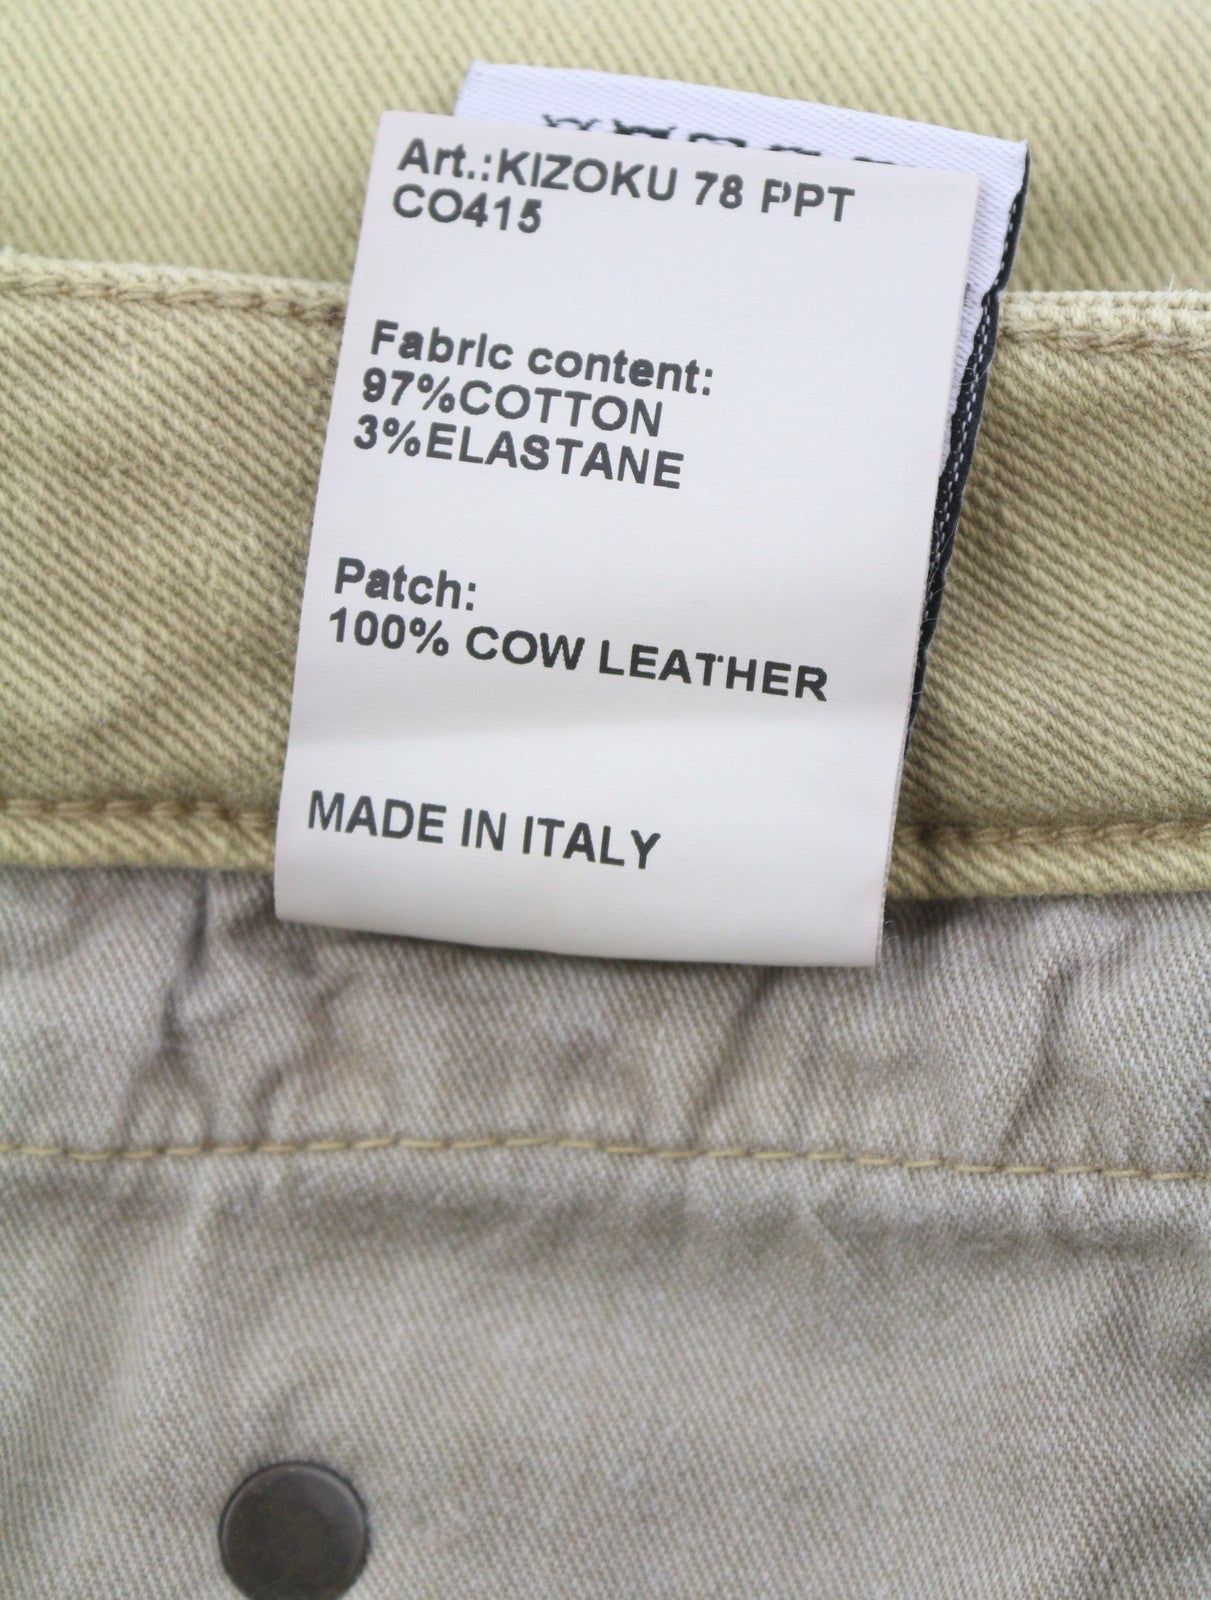 Art.:KIZOKU 78 PPT
CO415
Fabric content:
97%COTTON
3%ELASTANE
Patch:
100% COW LEATHER
MADE IN ITALY